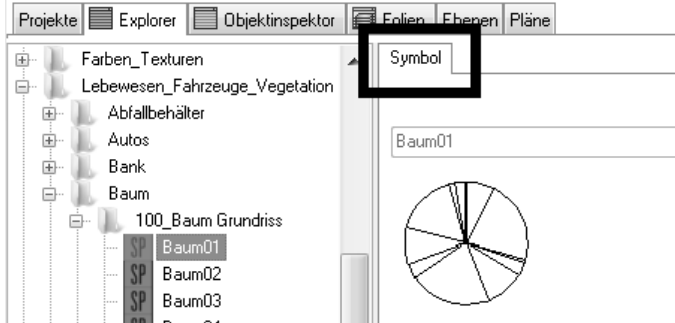 Projekte Explorer Objektinspektor Folien Ebenen Pläne
Farben_Texturen
Symbol
Lebewesen_Fahrzeuge_Vegetation
Abfallbehälter
Autos
Baum01
Bank
Baum
100_Baum Grundriss
SP Baum01
SP Baum02
SP Baum03